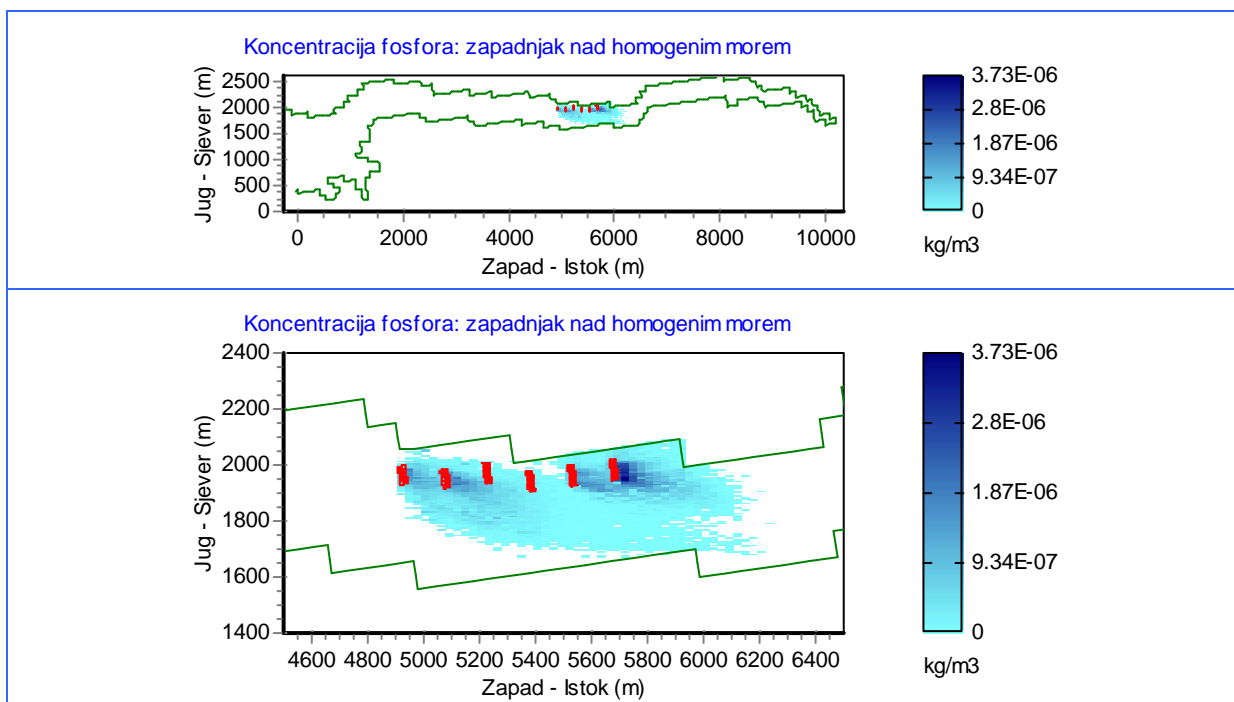 Koncentracija fosfora: zapadnjak nad homogenim morem
Jug - Sjever (m)
2500
2000
1500
1000
500
0
0 2000 4000 6000 8000 10000
Zapad - Istok (m)
3.73E-06
2.8E-06
1.87E-06
9.34E-07
0
kg/m3
Koncentracija fosfora: zapadnjak nad homogenim morem
Jug - Sjever (m)
2400
2200
2000
1800
1600
1400
4600 4800 5000 5200 5400 5600 5800 6000 6200 6400
Zapad - Istok (m)
3.73E-06
2.8E-06
1.87E-06
9.34E-07
0
kg/m3